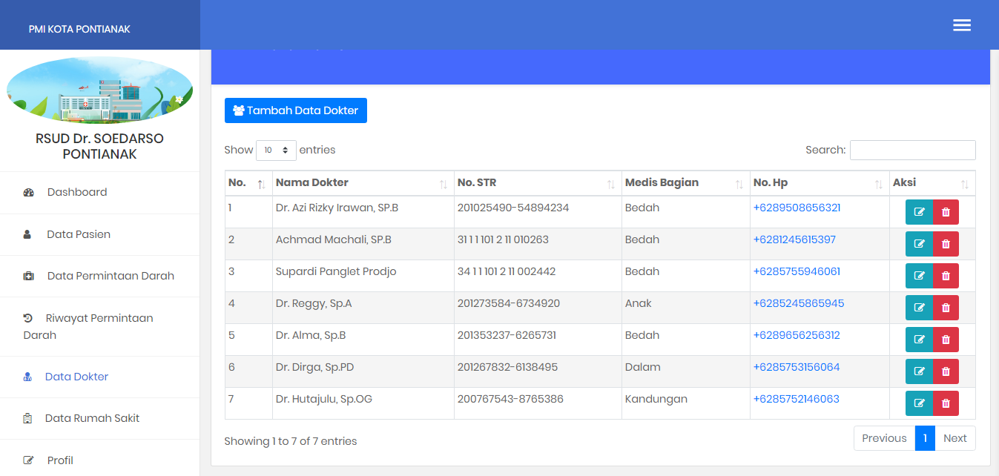 PMI KOTA PONTIANAK
RSUD Dr. SOEDARSO
PONTIANAK
Dashboard
Data Pasien
Data Permintaan Darah
Riwayat Permintaan
Darah
Data Dokter
Data Rumah Sakit
Profil
Tambah Data Dokter
Show 10 entries Search:
No. Nama Dokter No. STR Medis Bagian No. Hp Aksi
1 Dr. Azi Rizky Irawan, SP.B 201025490-54894234 Bedah +6289508656321
2 Achmad Machali, SP.B 31 1 1 101 2 11 010263 Bedah +6281245615397
3 Supardi Panglet Prodjo 34 1 1 101 2 11 002442 Bedah +6285755946061
4 Dr. Reggy, Sp.A 201273584-6734920 Anak +6285245865945
5 Dr. Alma, Sp.B 201353237-6265731 Bedah +6289656256312
6 Dr. Dirga, Sp.PD 201267832-6138495 Dalam +6285753156064
7 Dr. Hutajulu, Sp.OG 200767543-8765386 Kandungan +6285752146063
Showing 1 to 7 of 7 entries
Previous 1 Next